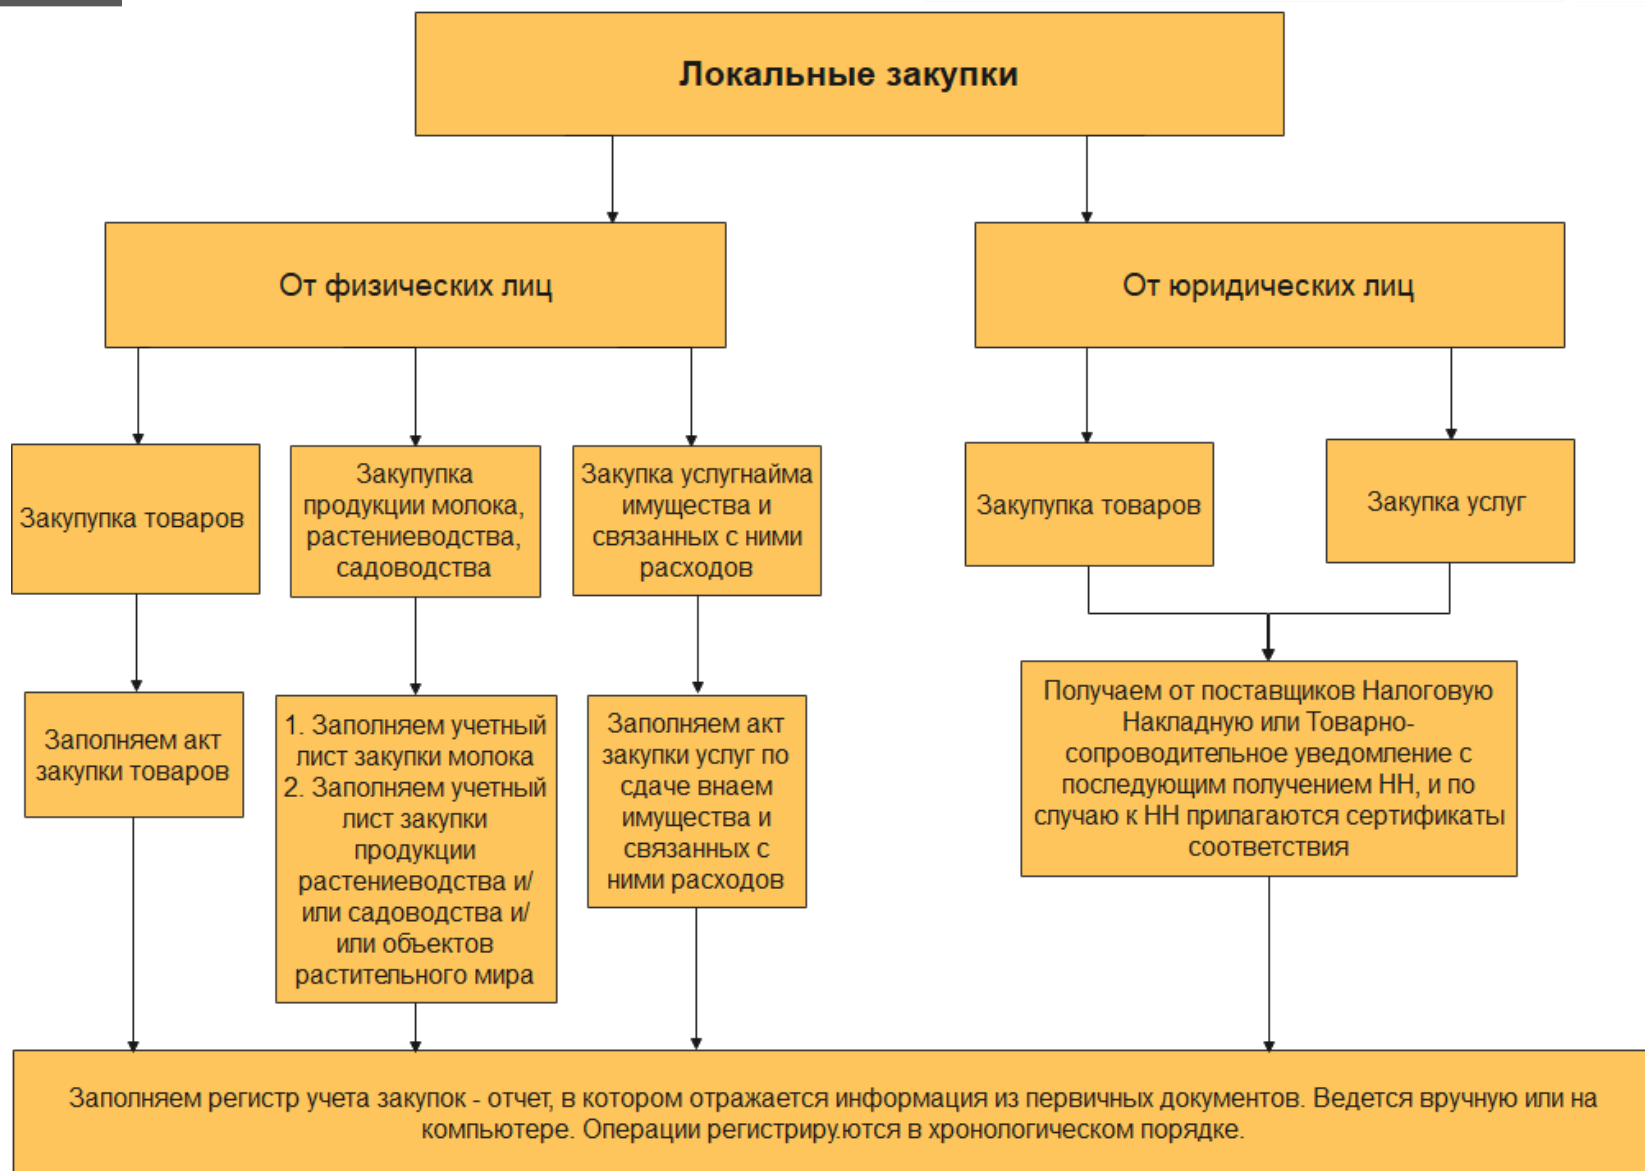 Локальные закупки
От физических лиц
От юридических лиц
Закупупка товаров
Закупупка
продукции молока,
растениеводства,
садоводства
Закупка услугнайма
имущества и
связанных с ними
расходов
Закупупка товаров
Закупка услуг
Заполняем акт
закупки товаров
1. Заполняем учетный
лист закупки молока
2. Заполняем учетный
лист закупки
продукции
растениеводства и/
или садоводства и/
или объектов
растительного мира
Заполняем акт
закупки услуг по
сдаче внаем
имущества и
связанных с
ними расходов
Получаем от поставщиков Налоговую
Накладную или Товарно-
сопроводительное уведомление с
последующим получением НН, и по
случаю к НН прилагаются сертификаты
соответствия
Заполняем регистр учета закупок - отчет, в котором отражается информация из первичных документов. Ведется вручную или на
компьютере. Операции регистриру.ются в хронологическом порядке.